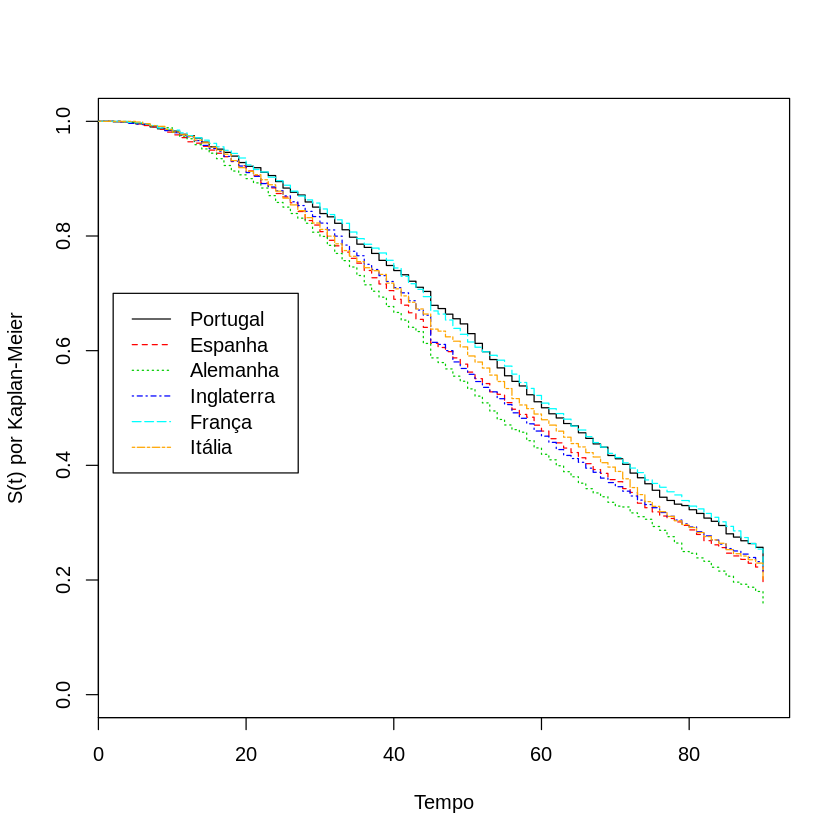 S(t) por Kaplan-Meier
1.0
0.8
0.6
0.4
0.2
0.0
Portugal
Espanha
Alemanha
Inglaterra
França
Itália
0 20 40 60 80
Tempo